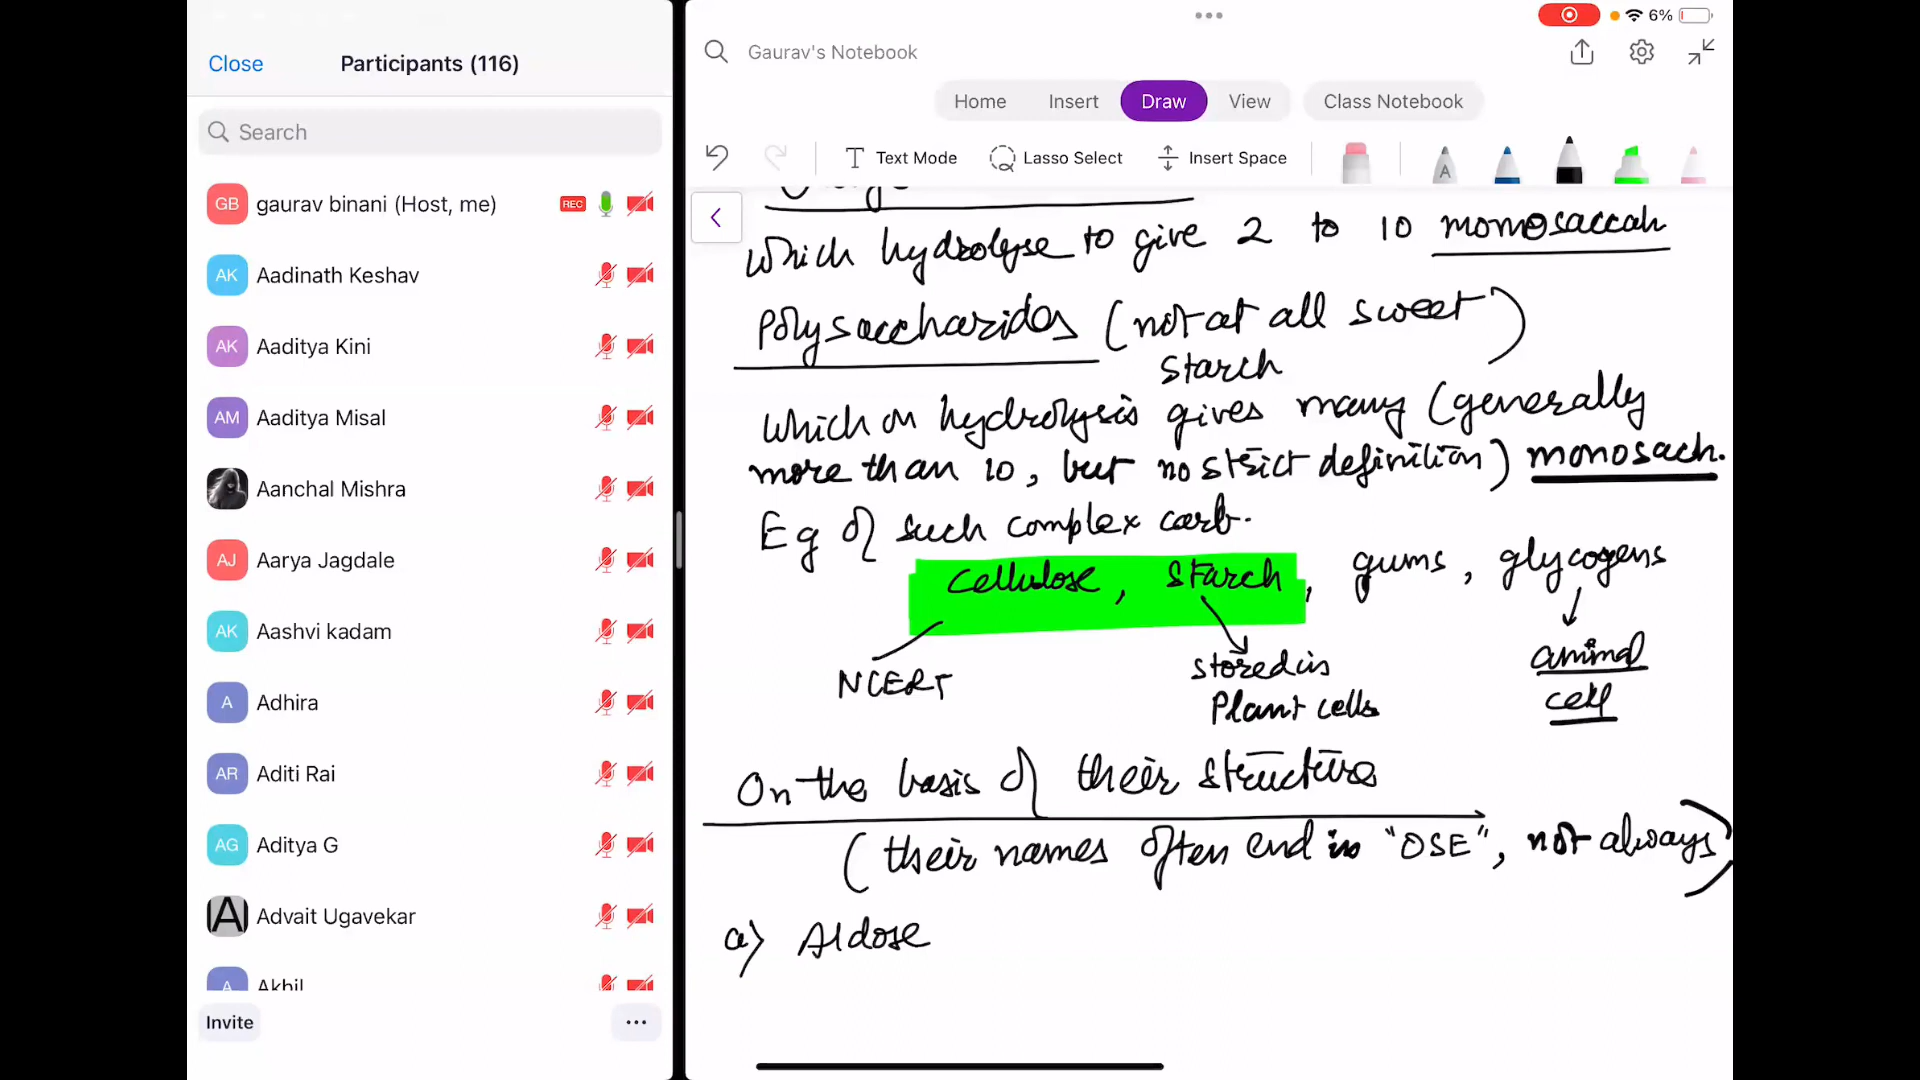 6%
Close
Participants (116)
Search
GB gaurav binani (Host, me) REC
AK Aadinath Keshav
AK Aaditya Kini
AM Aaditya Misal
Aanchal Mishra
AJ Aarya Jagdale
AK Aashvi kadam
A Adhira
AR Aditi Rai
AG Aditya G
A Advait Ugavekar
A Akhil
Invite
Gaurav's Notebook
Home Insert Draw View Class Notebook
Text Mode Lasso Select Insert Space
A
which hydrolyse to give 2 to 10 monosaccah
Polysaccharides (not at all sweet)
starch
which on hydrolysis gives many (generally
more than 10, but no strict definition) monosach.
Eg of such complex carb.
cellulose, starch, gums, glycogens
NCERT
stored in
Plant cells
animal
cell
On the basis of their structure
(their names often end in "OSE", not always)
a) Aldose